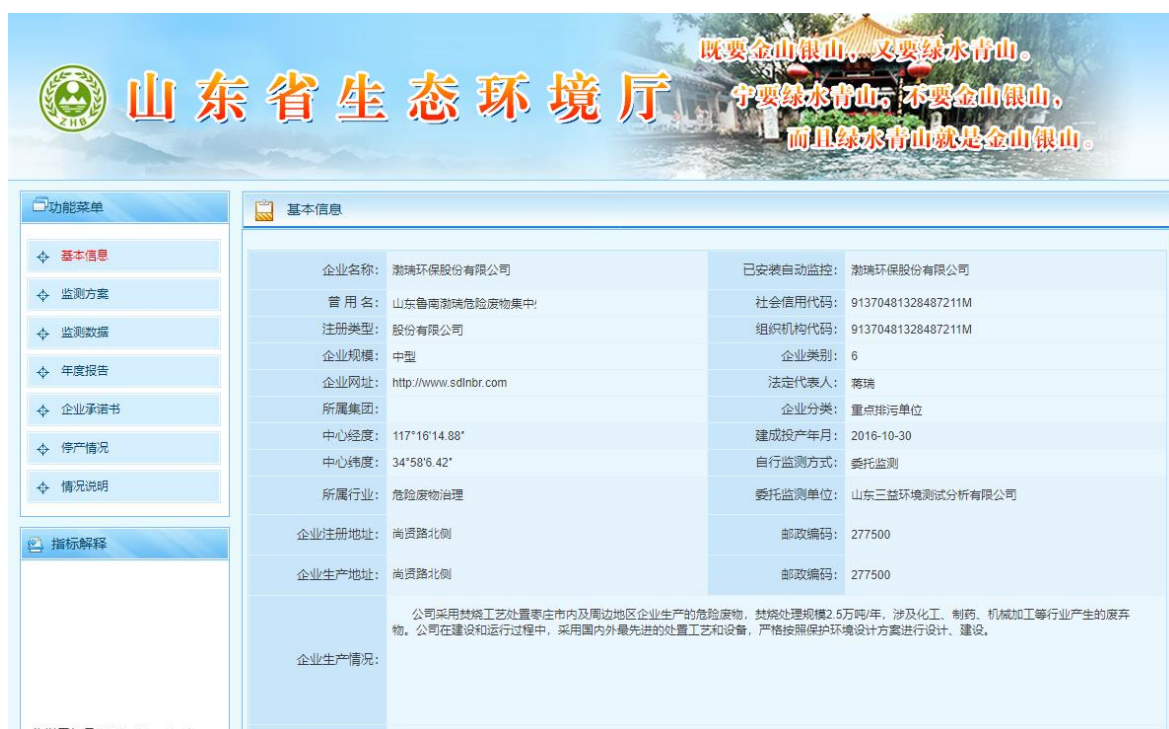 既要金山银山，又要绿水青山。
宁要绿水青山，不要金山银山，
而且绿水青山就是金山银山。
ZHB
山东省生态环境厅
功能菜单
基本信息
监测方案
监测数据
年度报告
企业承诺书
停产情况
情况说明
指标解释
基本信息
企业名称： 渤瑞环保股份有限公司 已安装自动监控： 渤瑞环保股份有限公司
曾 用 名： 山东鲁南渤瑞危险废物集中 社会信用代码： 91370481328487211M
注册类型： 股份有限公司 组织机构代码： 91370481328487211M
企业规模： 中型 企业类别： 6
企业网址： http://www.sdlnbr.com 法定代表人： 蒋瑞
所属集团： 企业分类： 重点排污单位
中心经度： 117°16'14.88" 建成投产年月： 2016-10-30
中心纬度： 34°58'6.42" 自行监测方式： 委托监测
所属行业： 危险废物治理 委托监测单位： 山东三益环境测试分析有限公司
企业注册地址： 尚贤路北侧 邮政编码： 277500
企业生产地址： 尚贤路北侧 邮政编码： 277500
企业生产情况： 公司采用焚烧工艺处置枣庄市内及周边地区企业生产的危险废物，焚烧处理规模2.5万吨/年，涉及化工、制药、机械加工等行业产生的废弃
物。公司在建设和运行过程中，采用国内外最先进的处置工艺和设备，严格按照保护环境设计方案进行设计、建设。